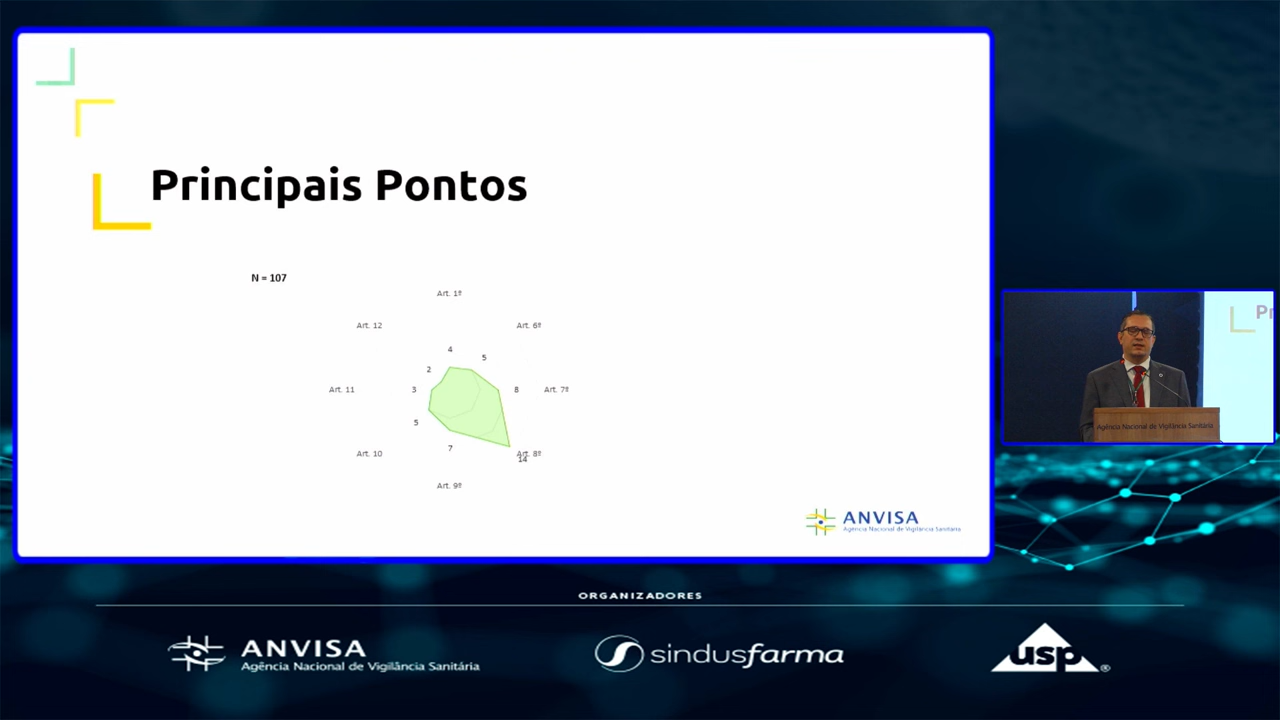 Principais Pontos
N = 107
Art. 1º
Art. 12
Art. 6º
4
5
2
Art. 11
3
8
Art. 7º
5
7
Art. 10
Art. 8º
14
Art. 9º
ANVISA
Agência Nacional de Vigilância Sanitária
Pr
Agência Nacional de Vigilância Sanitária
ORGANIZADORES
ANVISA
Agência Nacional de Vigilância Sanitária
sindusfarma
usp®